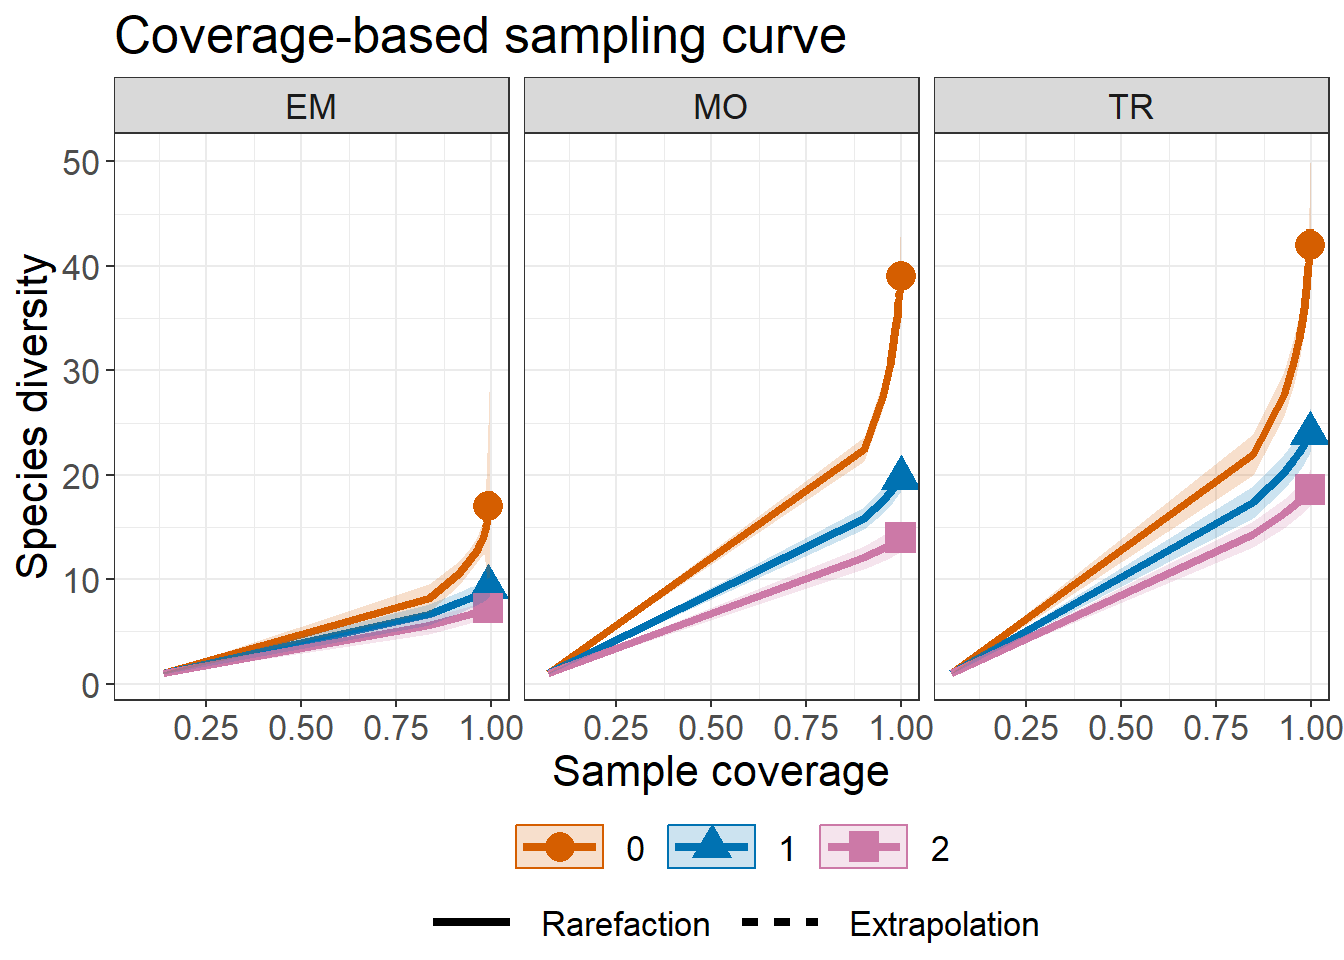 Coverage-based sampling curve
EM MO TR
50
40
30
20
10
0
Species diversity
0.25 0.50 0.75 1.00 0.25 0.50 0.75 1.00 0.25 0.50 0.75 1.00
Sample coverage
0 1 2
Rarefaction Extrapolation